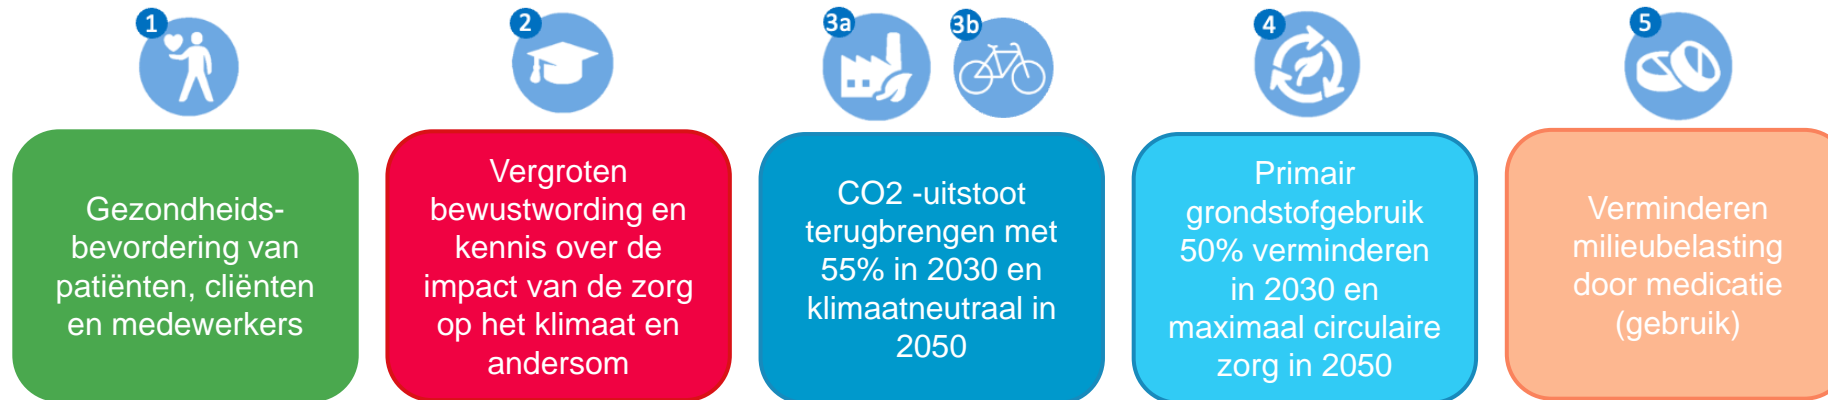 1
2
3a
3b
4
5
Gezondheids-
bevordering van
patiënten, cliënten
en medewerkers
Vergroten
bewustwording en
kennis over de
impact van de zorg
op het klimaat en
andersom
CO2 -uitstoot
terugbrengen met
55% in 2030 en
klimaatneutraal in
2050
Primair
grondstofgebruik
50% verminderen
in 2030 en
maximaal circulaire
zorg in 2050
Verminderen
milieubelasting
door medicatie
(gebruik)